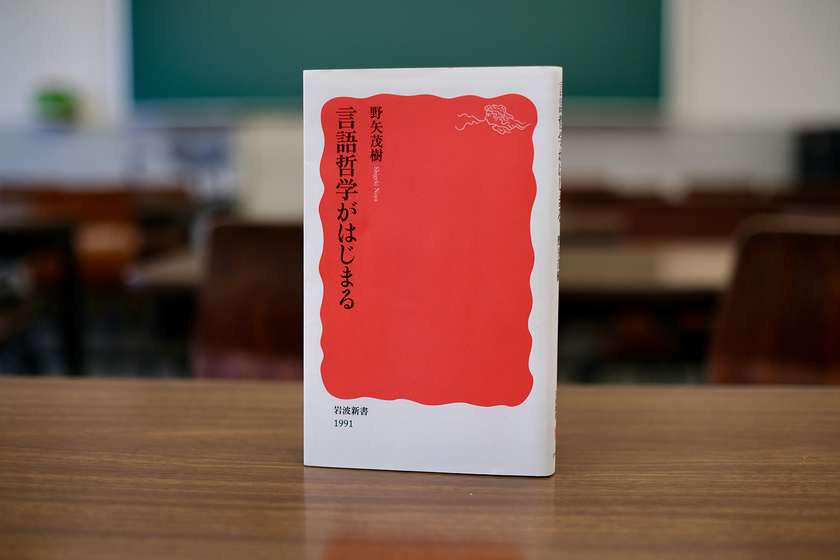 言語哲学がはじまる
野矢茂樹 Shigeki Noya
岩波新書
1991